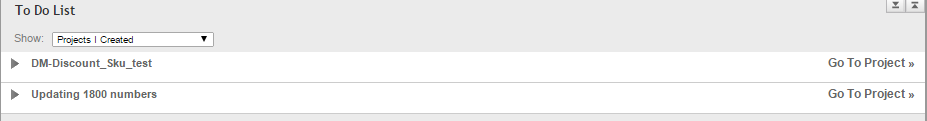 To Do List
Show: Projects I Created
DM-Discount_Sku_test Go To Project »
Updating 1800 numbers Go To Project »